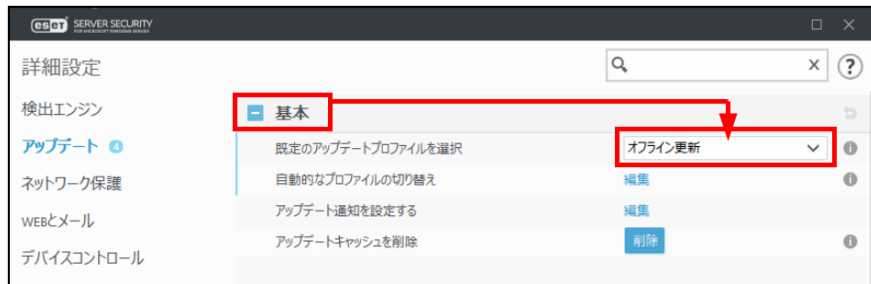 eset SERVER SECURITY
FOR MICROSOFT WINDOWS SERVER
詳細設定
検出エンジン
アップデート 4
ネットワーク保護
WEBとメール
デバイスコントロール
基本
既定のアップデートプロファイルを選択 オフライン更新
自動的なプロファイルの切り替え 編集
アップデート通知を設定する 編集
アップデートキャッシュを削除 削除